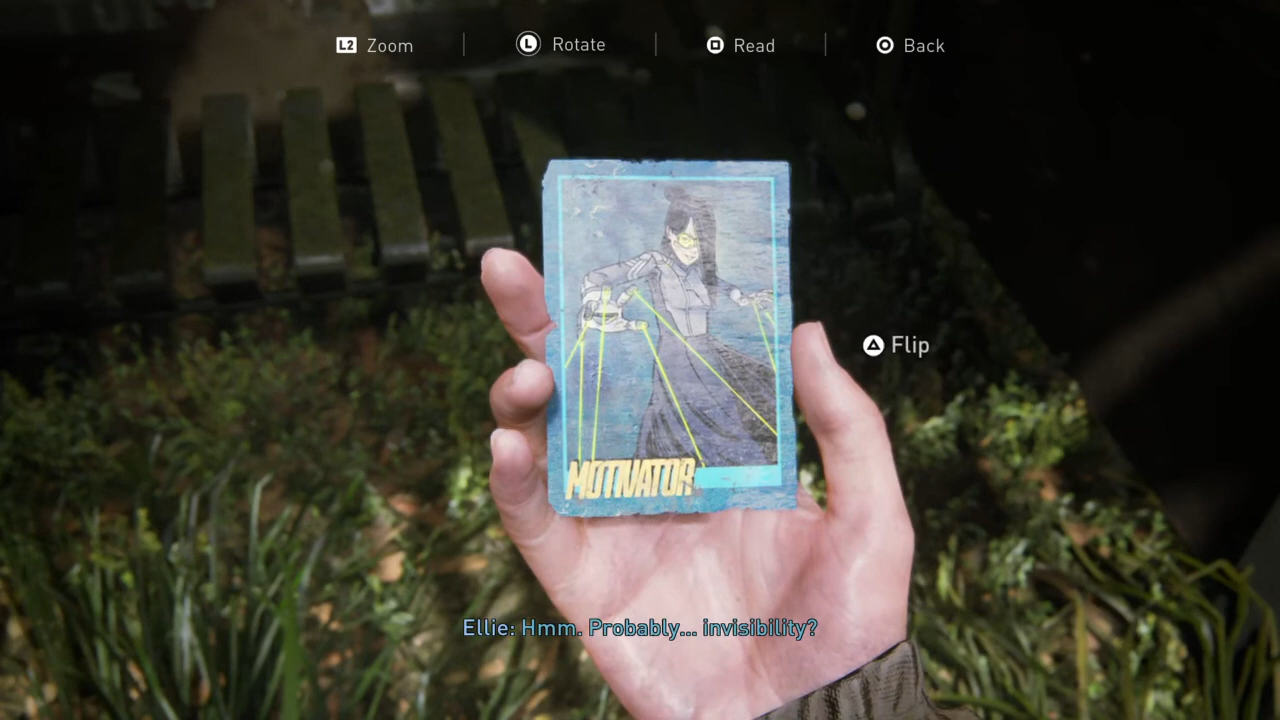 L2 Zoom
L Rotate
Read
Back
Flip
MOTIVATOR
Ellie: Hmm. Probably... invisibility?